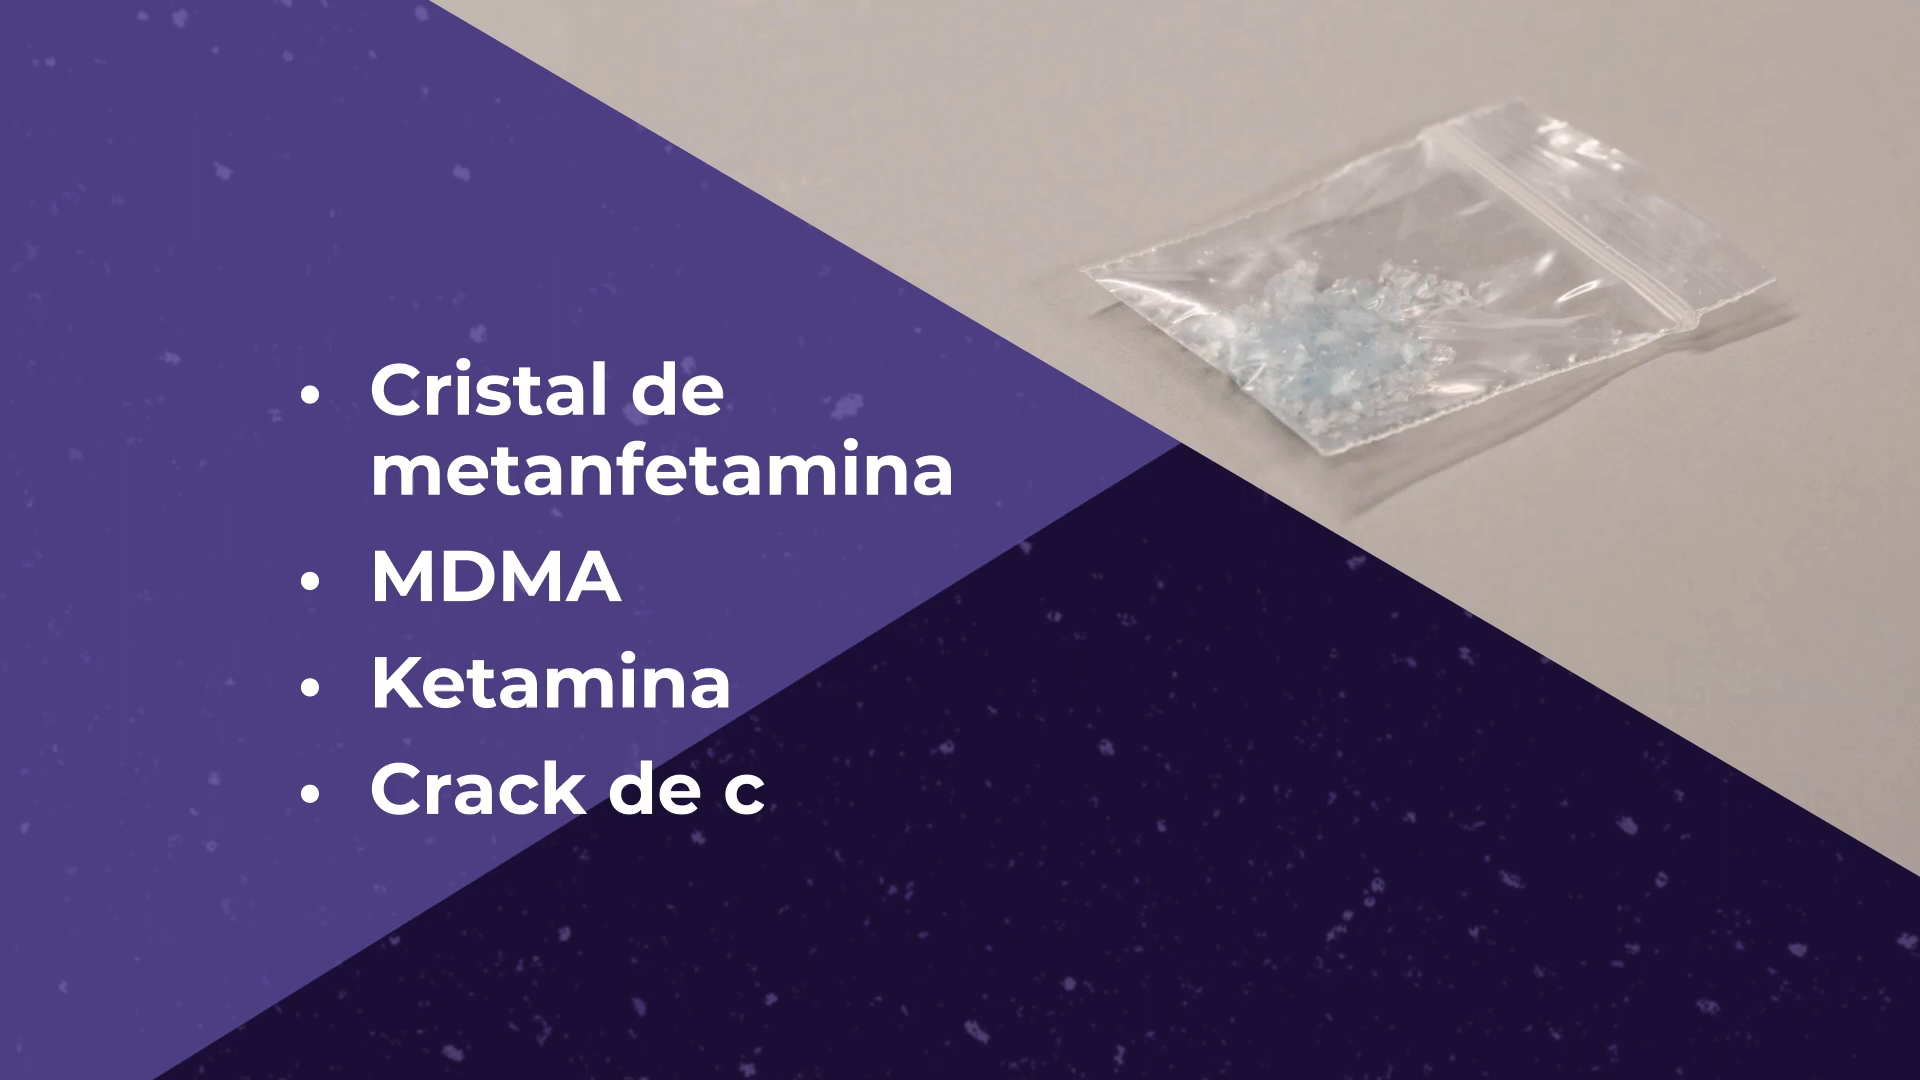 • Cristal de
metanfetamina
• MDMA
• Ketamina
• Crack de c